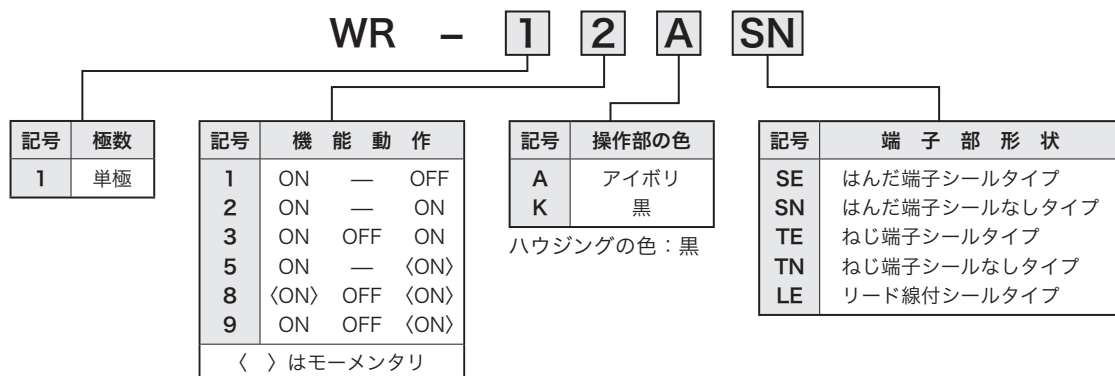 WR – 1 2 A SN
記号 極数
1 単極
記号 機能動作
1 ON — OFF
2 ON — ON
3 ON OFF ON
5 ON — 〈ON〉
8 〈ON〉 OFF 〈ON〉
9 ON OFF 〈ON〉
〈 〉はモーメンタリ
記号 操作部の色
A アイボリ
K 黒
ハウジングの色：黒
記号 端子部形状
SE はんだ端子シールタイプ
SN はんだ端子シールなしタイプ
TE ねじ端子シールタイプ
TN ねじ端子シールなしタイプ
LE リード線付シールタイプ